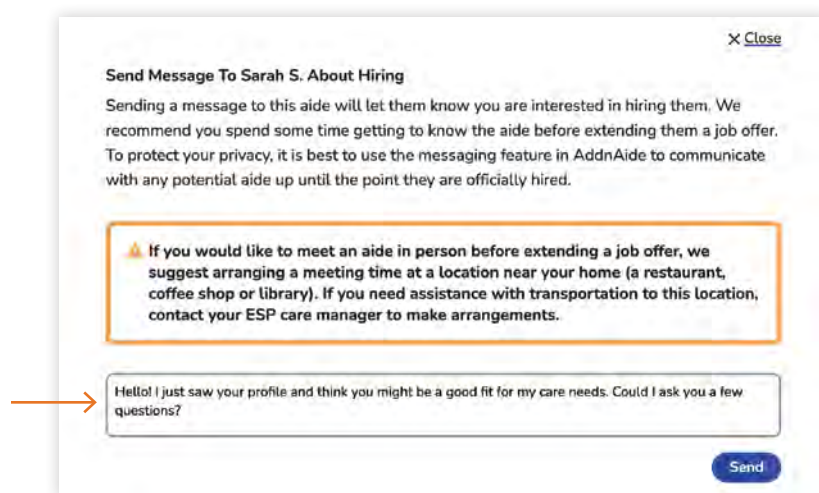 X Close
Send Message To Sarah S. About Hiring
Sending a message to this aide will let them know you are interested in hiring them. We
recommend you spend some time getting to know the aide before extending them a job offer.
To protect your privacy, it is best to use the messaging feature in AddnAide to communicate
with any potential aide up until the point they are officially hired.
If you would like to meet an aide in person before extending a job offer, we
suggest arranging a meeting time at a location near your home (a restaurant,
coffee shop or library). If you need assistance with transportation to this location,
contact your ESP care manager to make arrangements.
Hello! I just saw your profile and think you might be a good fit for my care needs. Could I ask you a few
questions?
Send